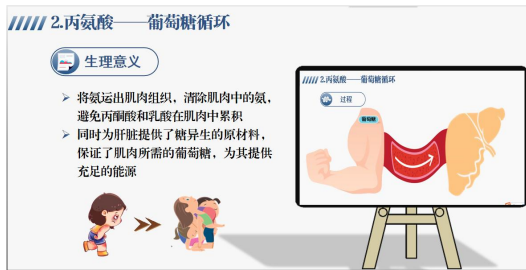 2.丙氨酸——葡萄糖循环
生理意义
➢ 将氨运出肌肉组织，清除肌肉中的氨，
避免丙酮酸和乳酸在肌肉中累积
➢ 同时为肝脏提供了糖异生的原材料，
保证了肌肉所需的葡萄糖，为其提供
充足的能源
2.丙氨酸——葡萄糖循环
过程
葡萄糖